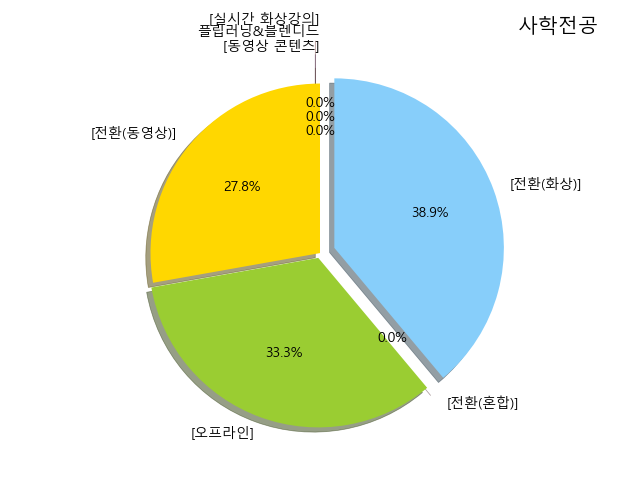 사학전공
[실시간 화상강의]
플립러닝&블렌디드
[동영상 콘텐츠]
0.0%
0.0%
0.0%
[전환(동영상)]
27.8%
[전환(화상)]
38.9%
0.0%
33.3%
[전환(혼합)]
[오프라인]